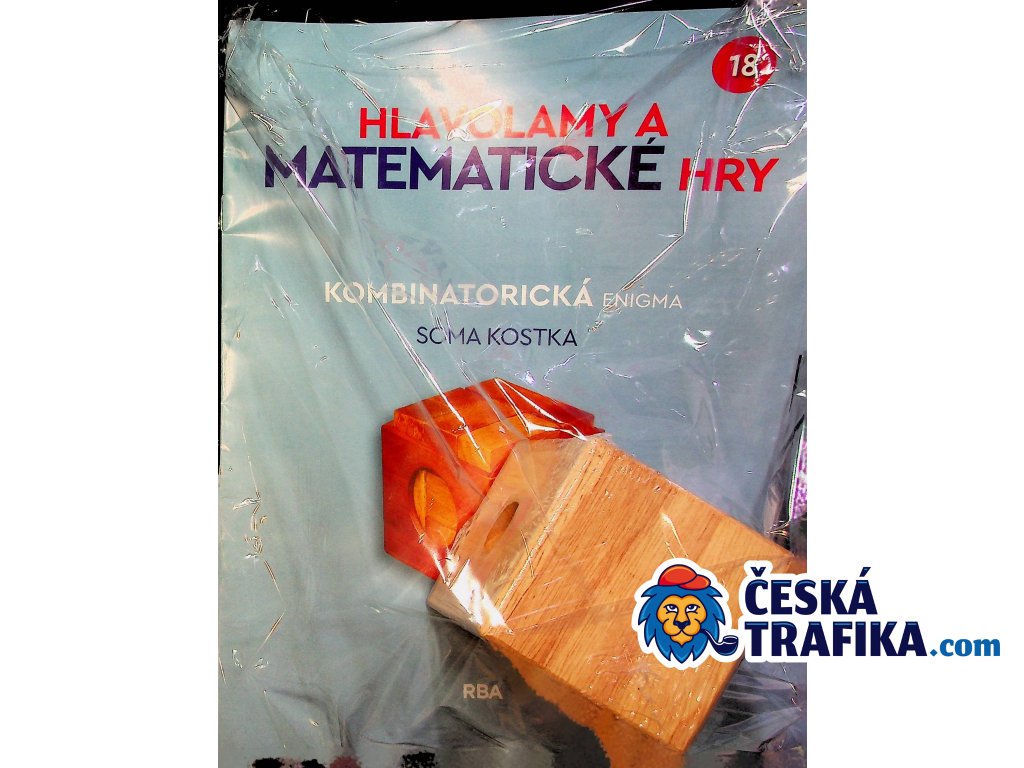 18
HLAVOLAMY A
MATEMATICKÉ HRY
KOMBINATORICKÁ ENIGMA
SOMA KOSTKA
ČESKÁ
TRAFIKA.com
RBA